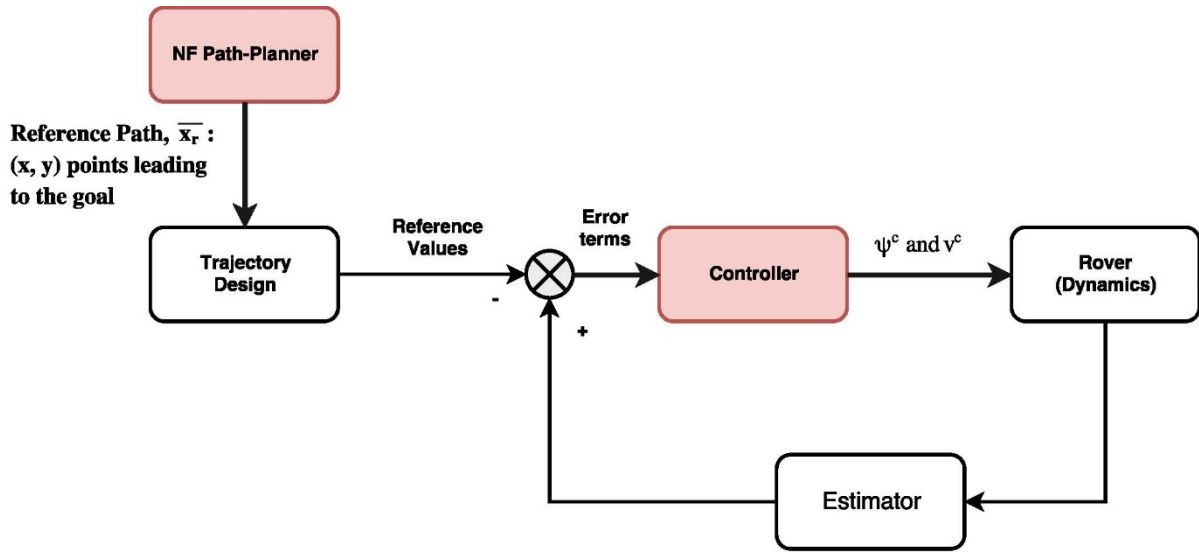 NF Path-Planner
Reference Path, x̅ᵣ :
(x, y) points leading
to the goal
Trajectory
Design
Reference
Values
-
+
Error
terms
Controller
ψᶜ and vᶜ
Rover
(Dynamics)
Estimator